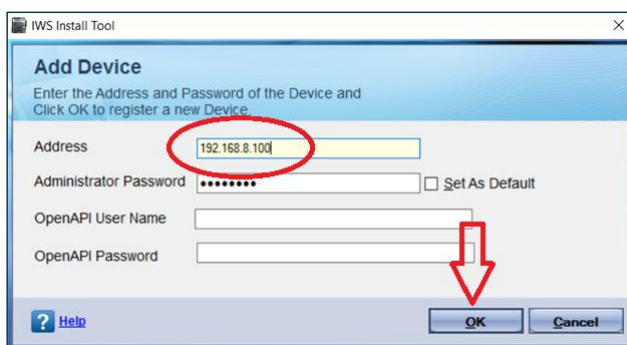 IWS Install Tool
Add Device
Enter the Address and Password of the Device and
Click OK to register a new Device.
Address 192.168.8.100
Administrator Password •••••••• Set As Default
OpenAPI User Name
OpenAPI Password
? Help OK Cancel